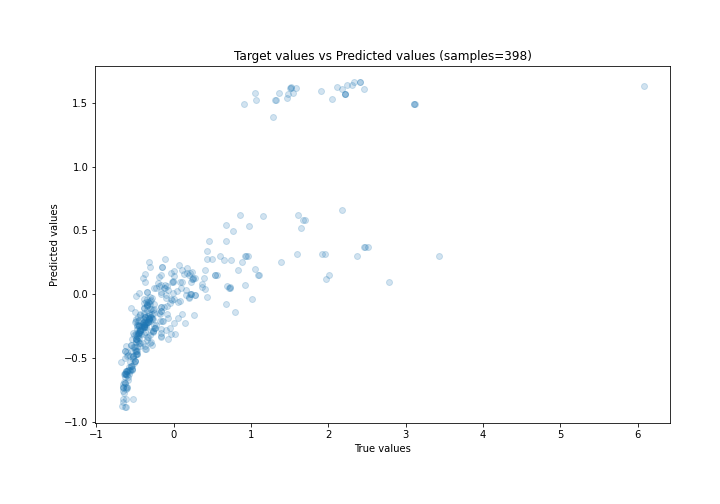 Target values vs Predicted values (samples=398)
Predicted values
1.5
1.0
0.5
0.0
−0.5
−1.0
−1 0 1 2 3 4 5 6
True values